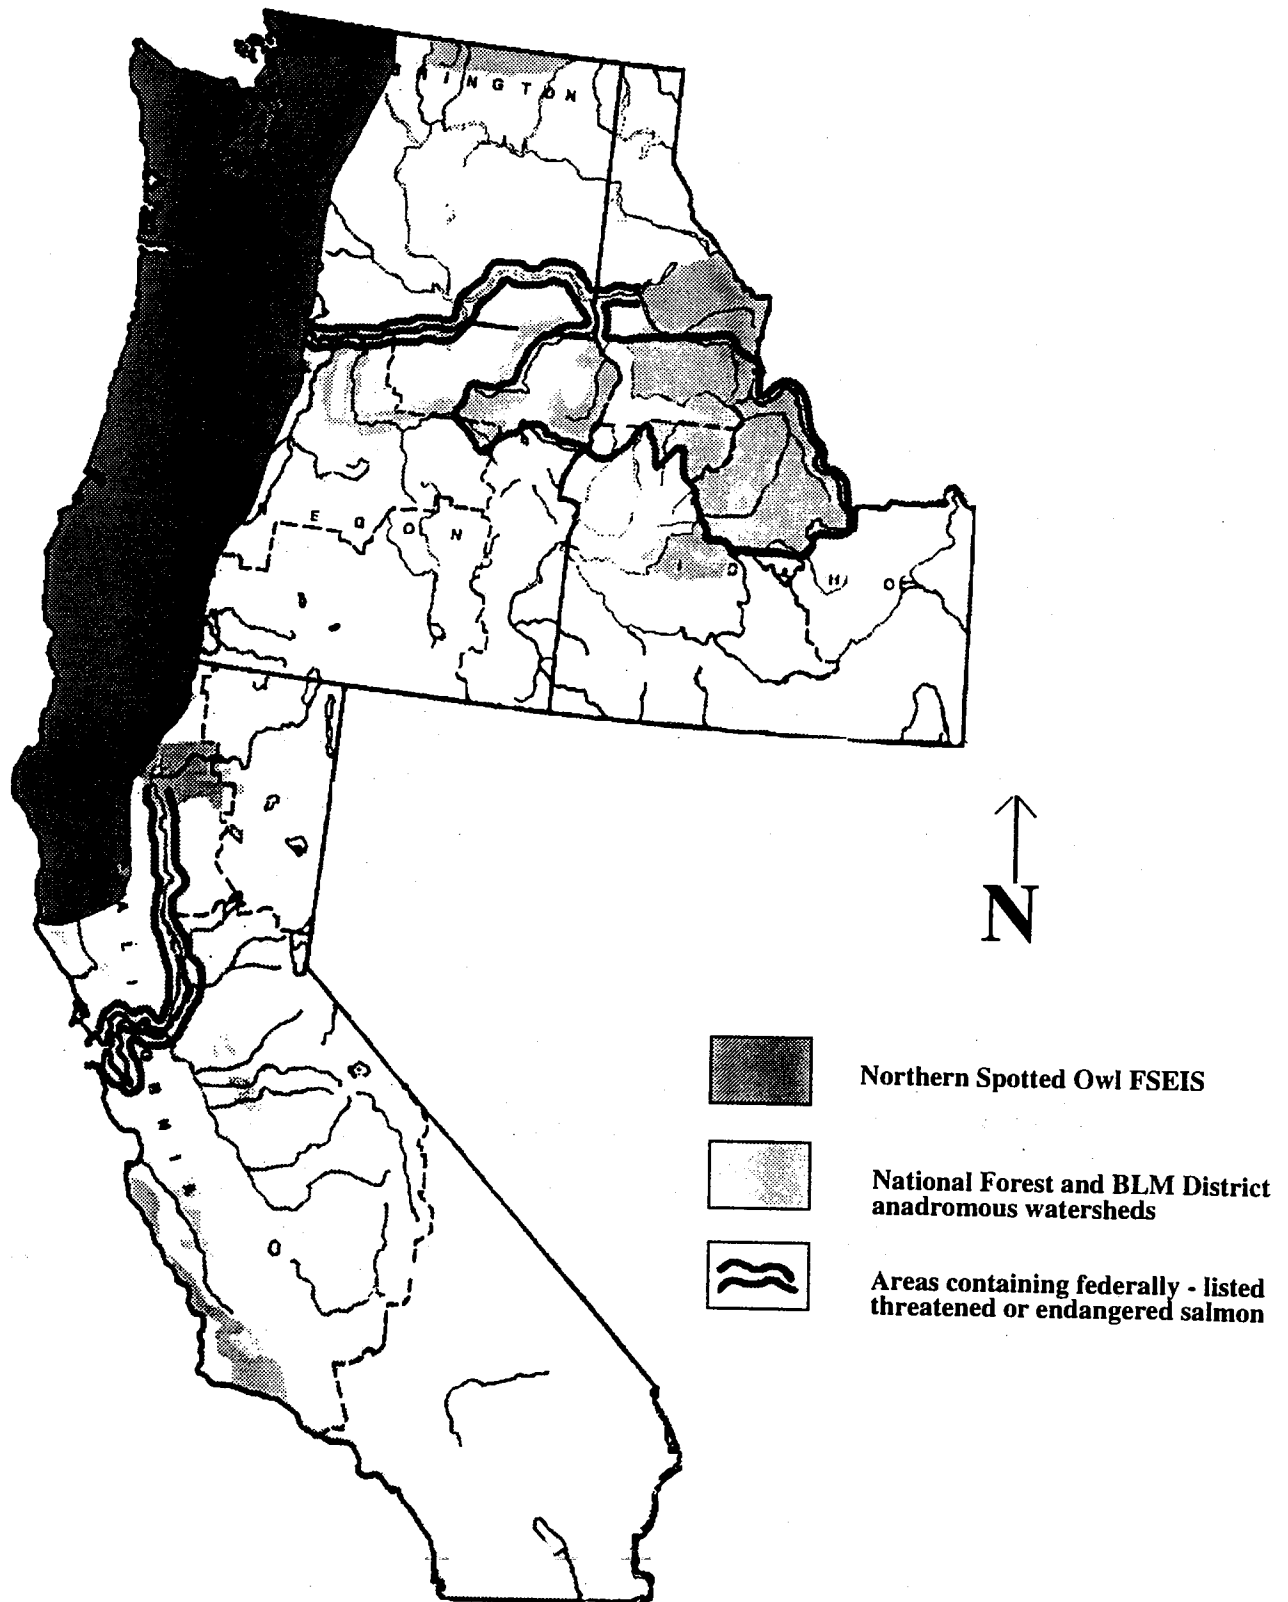 I N G T O N
E G O N
I D A H O
A L I
R N I A
N
Northern Spotted Owl FSEIS
National Forest and BLM District
anadromous watersheds
Areas containing federally - listed
threatened or endangered salmon